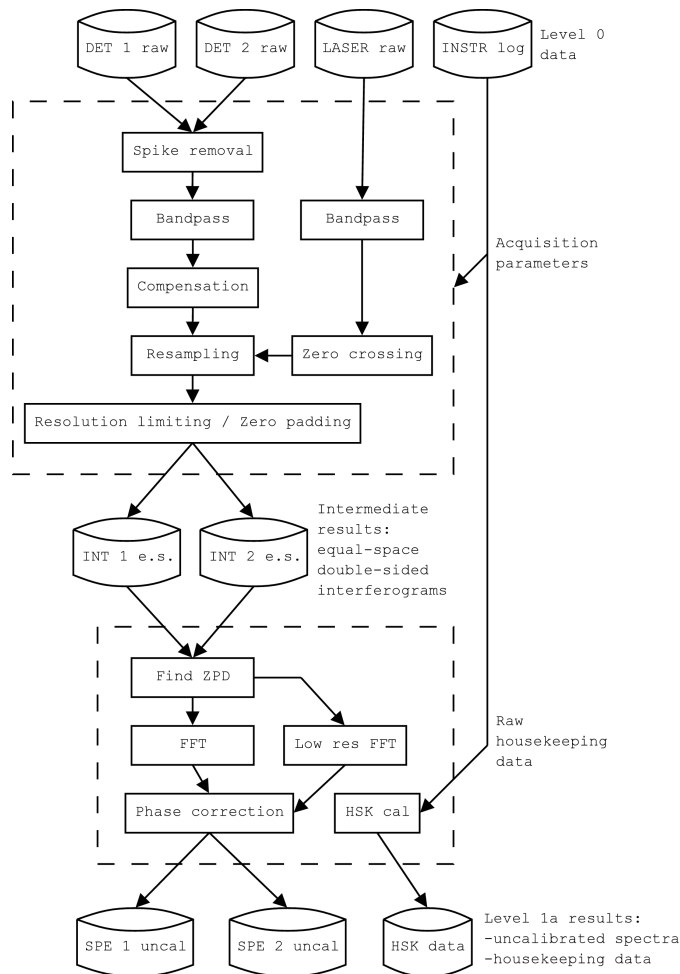 DET 1 raw
DET 2 raw
LASER raw
INSTR log
Level 0
data
Spike removal
Bandpass
Bandpass
Acquisition
parameters
Compensation
Resampling
Zero crossing
Resolution limiting / Zero padding
Intermediate
results:
equal-space
double-sided
interferograms
INT 1 e.s.
INT 2 e.s.
Find ZPD
FFT
Low res FFT
Raw
housekeeping
data
Phase correction
HSK cal
SPE 1 uncal
SPE 2 uncal
HSK data
Level 1a results:
-uncalibrated spectra
-housekeeping data